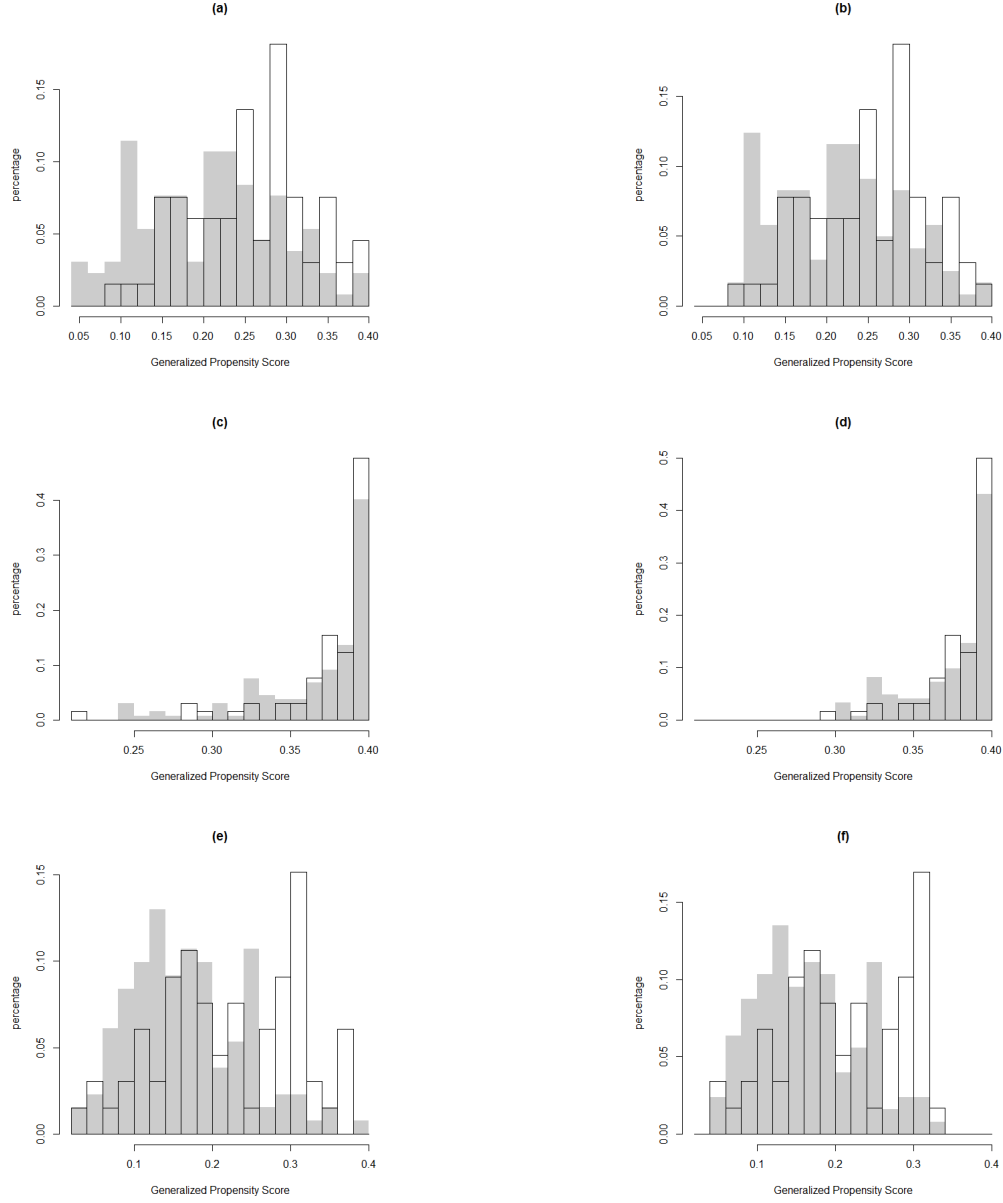 (a)
percentage
0.00 0.05 0.10 0.15
0.05 0.10 0.15 0.20 0.25 0.30 0.35 0.40
Generalized Propensity Score
(b)
percentage
0.00 0.05 0.10 0.15
0.05 0.10 0.15 0.20 0.25 0.30 0.35 0.40
Generalized Propensity Score
(c)
percentage
0.0 0.1 0.2 0.3 0.4
0.25 0.30 0.35 0.40
Generalized Propensity Score
(d)
percentage
0.0 0.1 0.2 0.3 0.4 0.5
0.25 0.30 0.35 0.40
Generalized Propensity Score
(e)
percentage
0.00 0.05 0.10 0.15
0.1 0.2 0.3 0.4
Generalized Propensity Score
(f)
percentage
0.00 0.05 0.10 0.15
0.1 0.2 0.3 0.4
Generalized Propensity Score